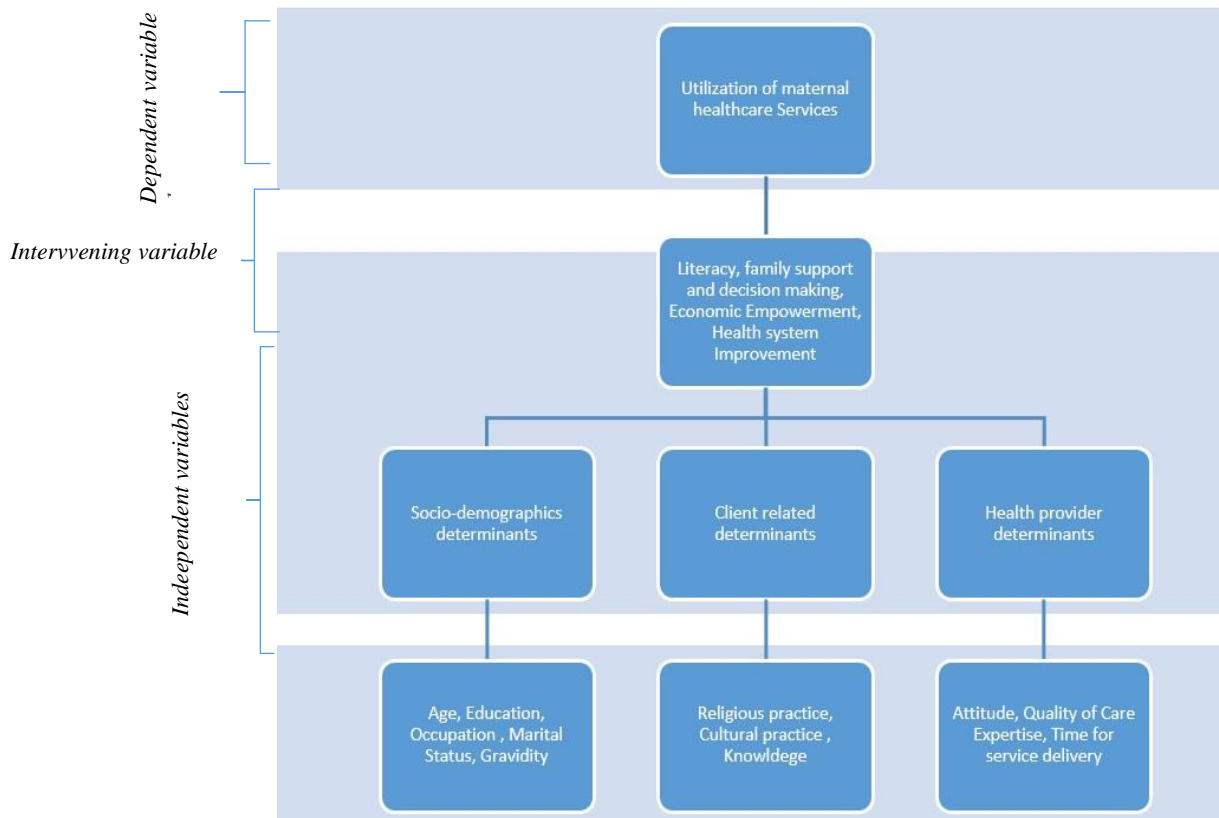 Dependent variable
Utilization of maternal
healthcare Services
Intervvening variable
Literacy, family support
and decision making,
Economic Empowerment,
Health system
Improvement
Indeependent variables
Socio-demographics
determinants
Client related
determinants
Health provider
determinants
Age, Education,
Occupation , Marital
Status, Gravidity
Religious practice,
Cultural practice ,
Knowldege
Attitude, Quality of Care
Expertise, Time for
service delivery